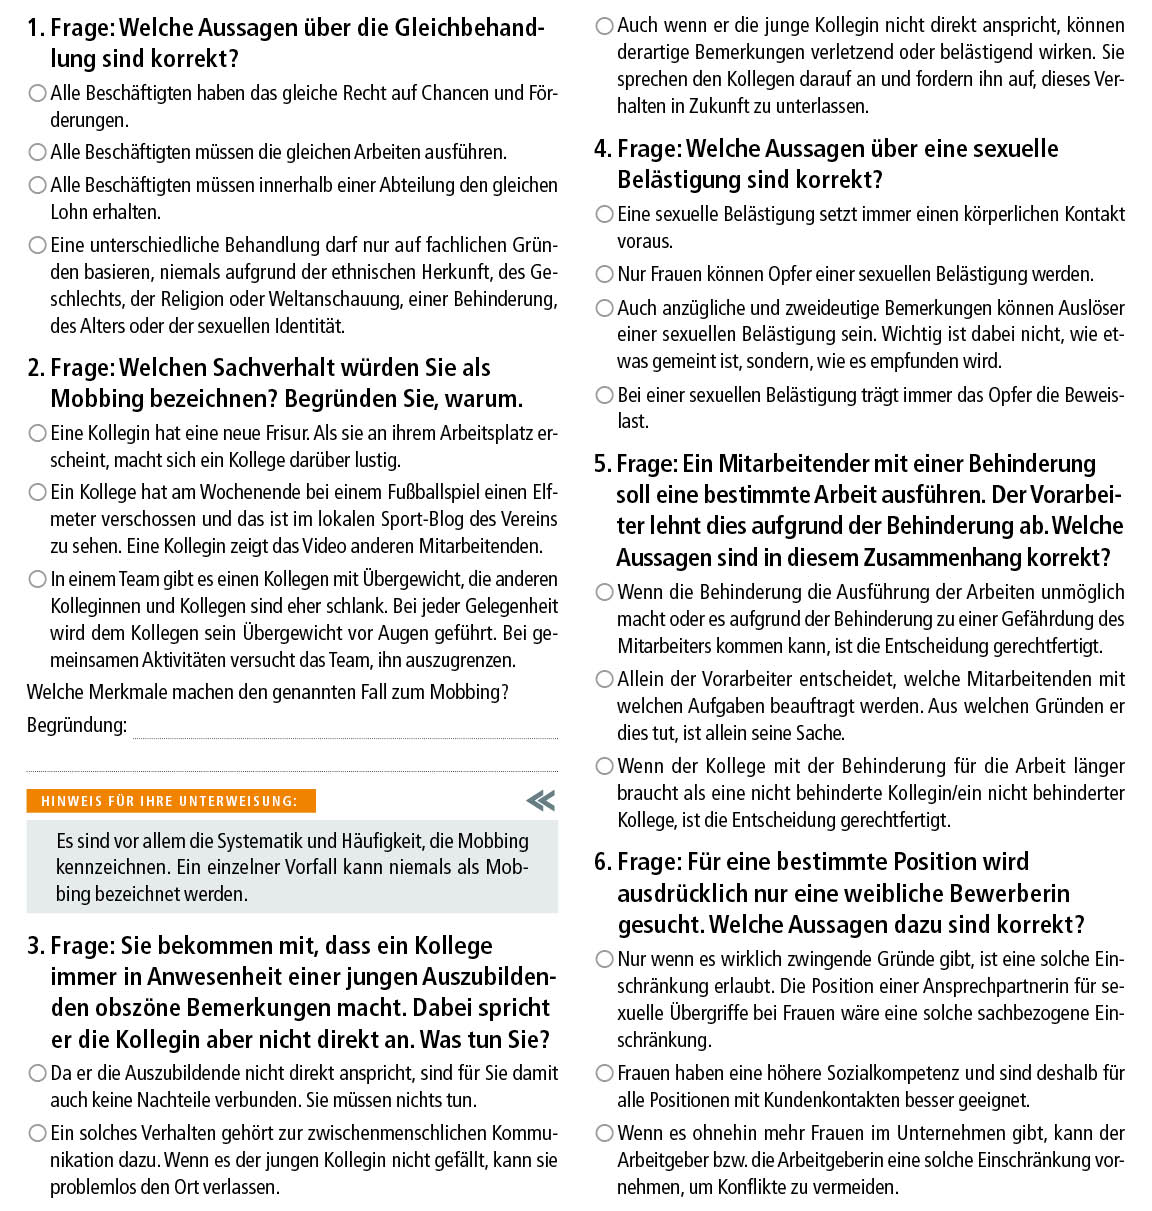 1. Frage: Welche Aussagen über die Gleichbehand-
lung sind korrekt?
Alle Beschäftigten haben das gleiche Recht auf Chancen und För-
derungen.
Alle Beschäftigten müssen die gleichen Arbeiten ausführen.
Alle Beschäftigten müssen innerhalb einer Abteilung den gleichen
Lohn erhalten.
Eine unterschiedliche Behandlung darf nur auf fachlichen Grün-
den basieren, niemals aufgrund der ethnischen Herkunft, des Ge-
schlechts, der Religion oder Weltanschauung, einer Behinderung,
des Alters oder der sexuellen Identität.
2. Frage: Welchen Sachverhalt würden Sie als
Mobbing bezeichnen? Begründen Sie, warum.
Eine Kollegin hat eine neue Frisur. Als sie an ihrem Arbeitsplatz er-
scheint, macht sich ein Kollege darüber lustig.
Ein Kollege hat am Wochenende bei einem Fußballspiel einen Elf-
meter verschossen und das ist im lokalen Sport-Blog des Vereins
zu sehen. Eine Kollegin zeigt das Video anderen Mitarbeitenden.
In einem Team gibt es einen Kollegen mit Übergewicht, die anderen
Kolleginnen und Kollegen sind eher schlank. Bei jeder Gelegenheit
wird dem Kollegen sein Übergewicht vor Augen geführt. Bei ge-
meinsamen Aktivitäten versucht das Team, ihn auszugrenzen.
Welche Merkmale machen den genannten Fall zum Mobbing?
Begründung:
HINWEIS FÜR IHRE UNTERWEISUNG:
Es sind vor allem die Systematik und Häufigkeit, die Mobbing
kennzeichnen. Ein einzelner Vorfall kann niemals als Mob-
bing bezeichnet werden.
3. Frage: Sie bekommen mit, dass ein Kollege
immer in Anwesenheit einer jungen Auszubilden-
den obszöne Bemerkungen macht. Dabei spricht
er die Kollegin aber nicht direkt an. Was tun Sie?
Da er die Auszubildende nicht direkt anspricht, sind für Sie damit
auch keine Nachteile verbunden. Sie müssen nichts tun.
Ein solches Verhalten gehört zur zwischenmenschlichen Kommu-
nikation dazu. Wenn es der jungen Kollegin nicht gefällt, kann sie
problemlos den Ort verlassen.
Auch wenn er die junge Kollegin nicht direkt anspricht, können
derartige Bemerkungen verletzend oder belästigend wirken. Sie
sprechen den Kollegen darauf an und fordern ihn auf, dieses Ver-
halten in Zukunft zu unterlassen.
4. Frage: Welche Aussagen über eine sexuelle
Belästigung sind korrekt?
Eine sexuelle Belästigung setzt immer einen körperlichen Kontakt
voraus.
Nur Frauen können Opfer einer sexuellen Belästigung werden.
Auch anzügliche und zweideutige Bemerkungen können Auslöser
einer sexuellen Belästigung sein. Wichtig ist dabei nicht, wie et-
was gemeint ist, sondern, wie es empfunden wird.
Bei einer sexuellen Belästigung trägt immer das Opfer die Beweis-
last.
5. Frage: Ein Mitarbeitender mit einer Behinderung
soll eine bestimmte Arbeit ausführen. Der Vorarbei-
ter lehnt dies aufgrund der Behinderung ab. Welche
Aussagen sind in diesem Zusammenhang korrekt?
Wenn die Behinderung die Ausführung der Arbeiten unmöglich
macht oder es aufgrund der Behinderung zu einer Gefährdung des
Mitarbeiters kommen kann, ist die Entscheidung gerechtfertigt.
Allein der Vorarbeiter entscheidet, welche Mitarbeitenden mit
welchen Aufgaben beauftragt werden. Aus welchen Gründen er
dies tut, ist allein seine Sache.
Wenn der Kollege mit der Behinderung für die Arbeit länger
braucht als eine nicht behinderte Kollegin/ein nicht behinderter
Kollege, ist die Entscheidung gerechtfertigt.
6. Frage: Für eine bestimmte Position wird
ausdrücklich nur eine weibliche Bewerberin
gesucht. Welche Aussagen dazu sind korrekt?
Nur wenn es wirklich zwingende Gründe gibt, ist eine solche Ein-
schränkung erlaubt. Die Position einer Ansprechpartnerin für se-
xuelle Übergriffe bei Frauen wäre eine solche sachbezogene Ein-
schränkung.
Frauen haben eine höhere Sozialkompetenz und sind deshalb für
alle Positionen mit Kundenkontakten besser geeignet.
Wenn es ohnehin mehr Frauen im Unternehmen gibt, kann der
Arbeitgeber bzw. die Arbeitgeberin eine solche Einschränkung vor-
nehmen, um Konflikte zu vermeiden.